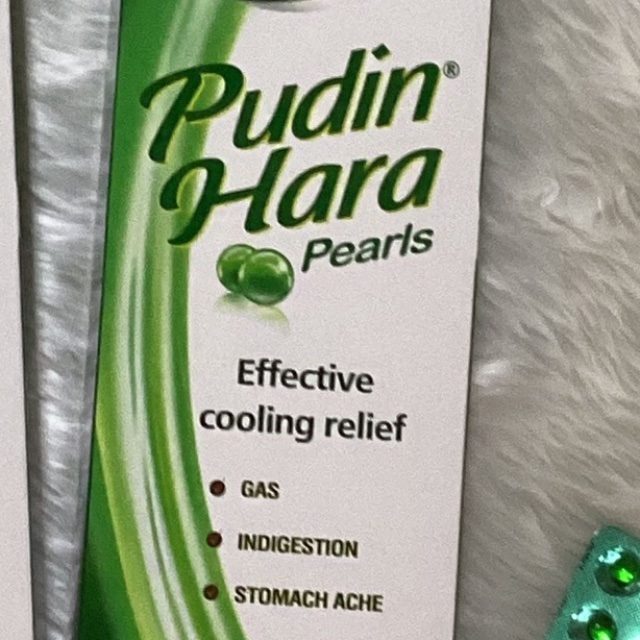 Pudin®
Hara
Pearls
Effective
cooling relief
GAS
INDIGESTION
STOMACH ACHE